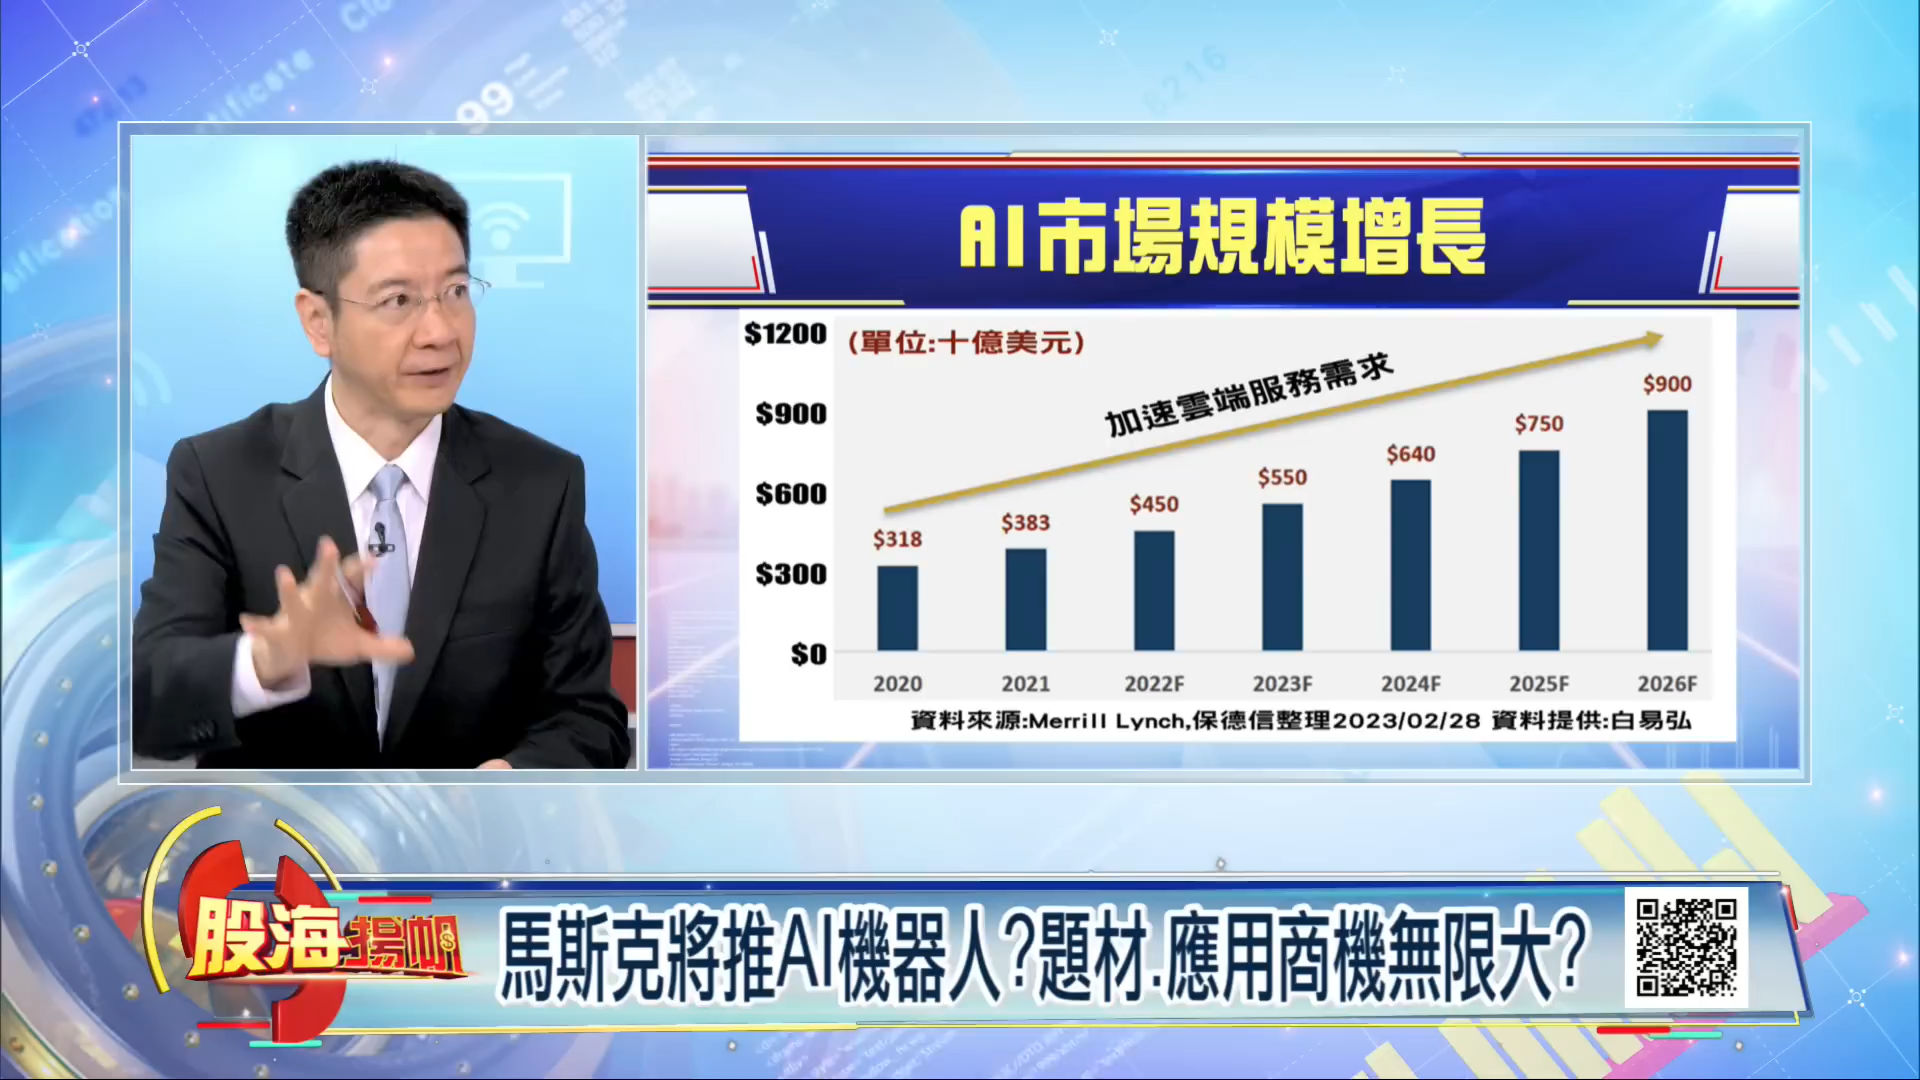 AI市場規模增長
$1200
$900
$600
$300
$0
(單位:十億美元)
加速雲端服務需求
$318
$383
$450
$550
$640
$750
$900
2020
2021
2022F
2023F
2024F
2025F
2026F
資料來源:Merrill Lynch,保德信整理2023/02/28 資料提供:白易弘
股海揚帆
馬斯克將推AI機器人?題材.應用商機無限大?
99
6216